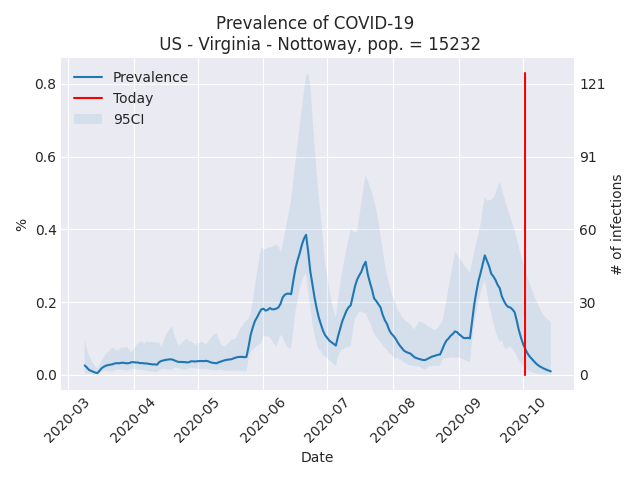 Prevalence of COVID-19
US - Virginia - Nottoway, pop. = 15232
Prevalence
Today
95CI
0.8
0.6
0.4
0.2
0.0
%
121
91
60
30
0
# of infections
2020-03
2020-04
2020-05
2020-06
2020-07
2020-08
2020-09
2020-10
Date